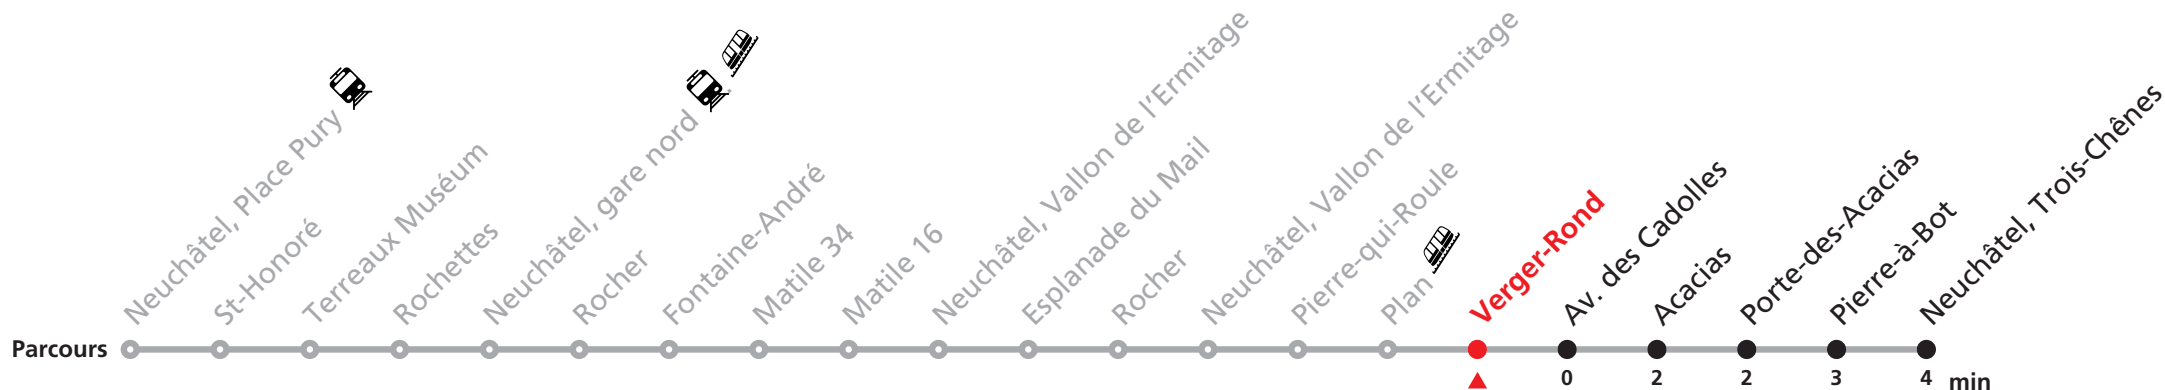 Neuchâtel, Place Pury
St-Honoré
Terreaux Muséum
Rochettes
Neuchâtel, gare nord
Rocher
Fontaine-André
Matile 34
Matile 16
Neuchâtel, Vallon de l'Ermitage
Esplanade du Mail
Rocher
Neuchâtel, Vallon de l'Ermitage
Pierre-qui-Roule
Plan
Verger-Rond
Av. des Cadolles
Acacias
Porte-des-Acacias
Pierre-à-Bot
Neuchâtel, Trois-Chênes
Parcours
0 2 2 3 4 min